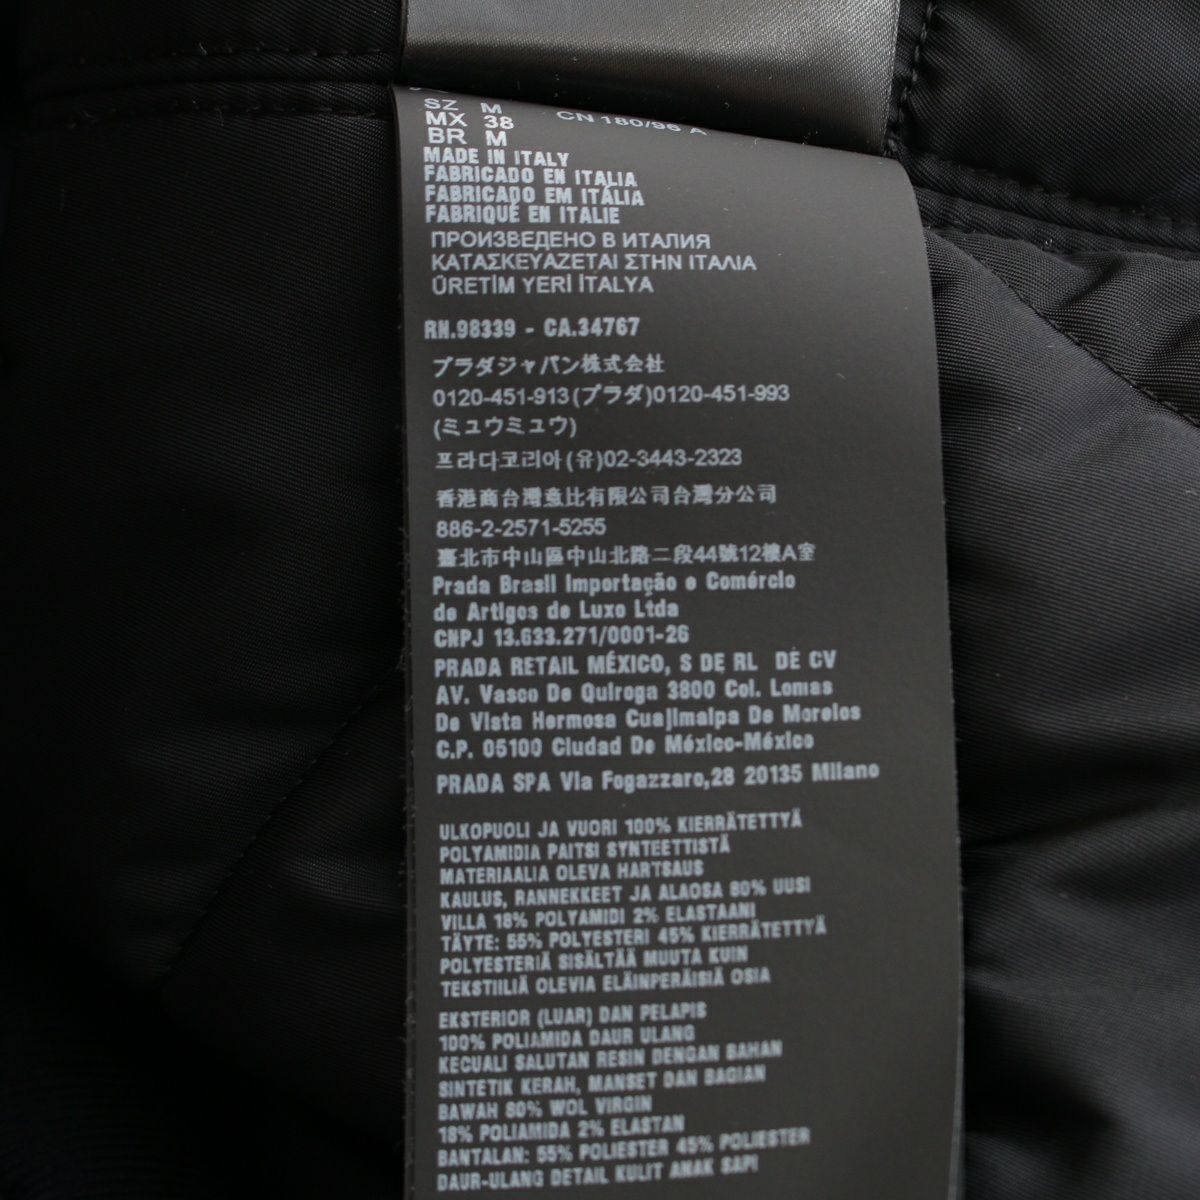 SZ M CN 180/96 A
MX 38
BR M
MADE IN ITALY
FABRICADO EN ITALIA
FABRICADO EM ITÁLIA
FABRIQUÉ EN ITALIE
ПРОИЗВЕДЕНО В ИТАЛИЯ
ΚΑΤΑΣΚΕΥΑΖΕΤΑΙ ΣΤΗΝ ΙΤΑΛΙΑ
ÜRETİM YERİ İTALYA
RN.98339 - CA.34767
プラダジャパン株式会社
0120-451-913(プラダ)0120-451-993
(ミュウミュウ)
프라다코리아(유)02-3443-2323
香港商台灣魚比有限公司台灣分公司
886-2-2571-5255
臺北市中山區中山北路二段44號12樓A室
Prada Brasil Importação e Comércio
de Artigos de Luxo Ltda
CNPJ 13.633.271/0001-26
PRADA RETAIL MÉXICO, S DE RL DE CV
AV. Vasco De Quiroga 3800 Col. Lomas
De Vista Hermosa Cuajimalpa De Morelos
C.P. 05100 Ciudad De México-México
PRADA SPA Via Fogazzaro,28 20135 Milano
ULKOPUOLI JA VUORI 100% KIERRÄTETTYÄ
POLYAMIDIA PAITSI SYNTEETTISTÄ
MATERIAALIA OLEVA HARTSAUS
KAULUS, RANNEKKEET JA ALAOSA 80% UUSI
VILLA 18% POLYAMIDI 2% ELASTAANI
TÄYTE: 55% POLYESTERI 45% KIERRÄTETTYÄ
POLYESTERIÄ SISÄLTÄÄ MUUTA KUIN
TEKSTIILIÄ OLEVIA ELÄINPERÄISIÄ OSIA
EKSTERIOR (LUAR) DAN PELAPIS
100% POLIAMIDA DAUR ULANG
KECUALI SALUTAN RESIN DENGAN BAHAN
SINTETIK KERAH, MANSET DAN BAGIAN
BAWAH 80% WOL VIRGIN
18% POLIAMIDA 2% ELASTAN
BANTALAN: 55% POLIESTER 45% POLIESTER
DAUR-ULANG DETAIL KULIT ANAK SAPI